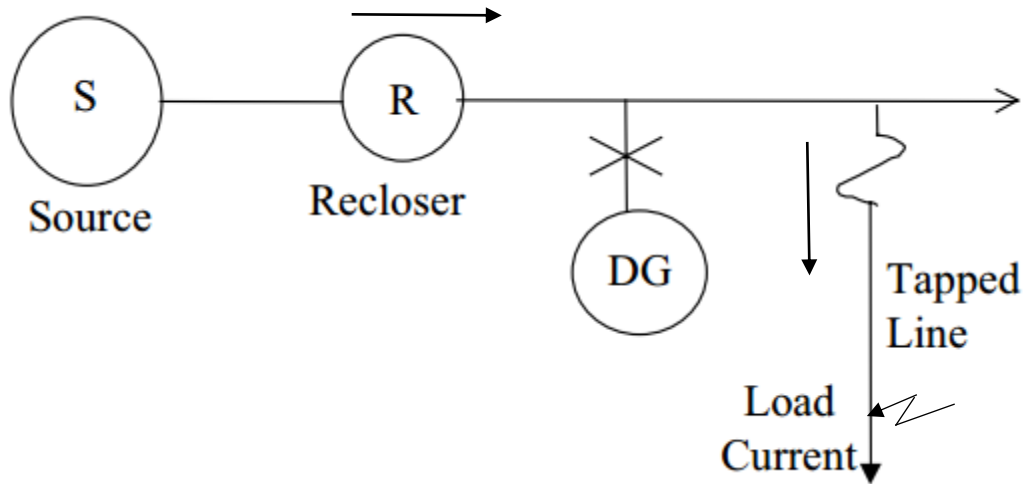 S
R
Source
Recloser
DG
Tapped
Line
Load
Current